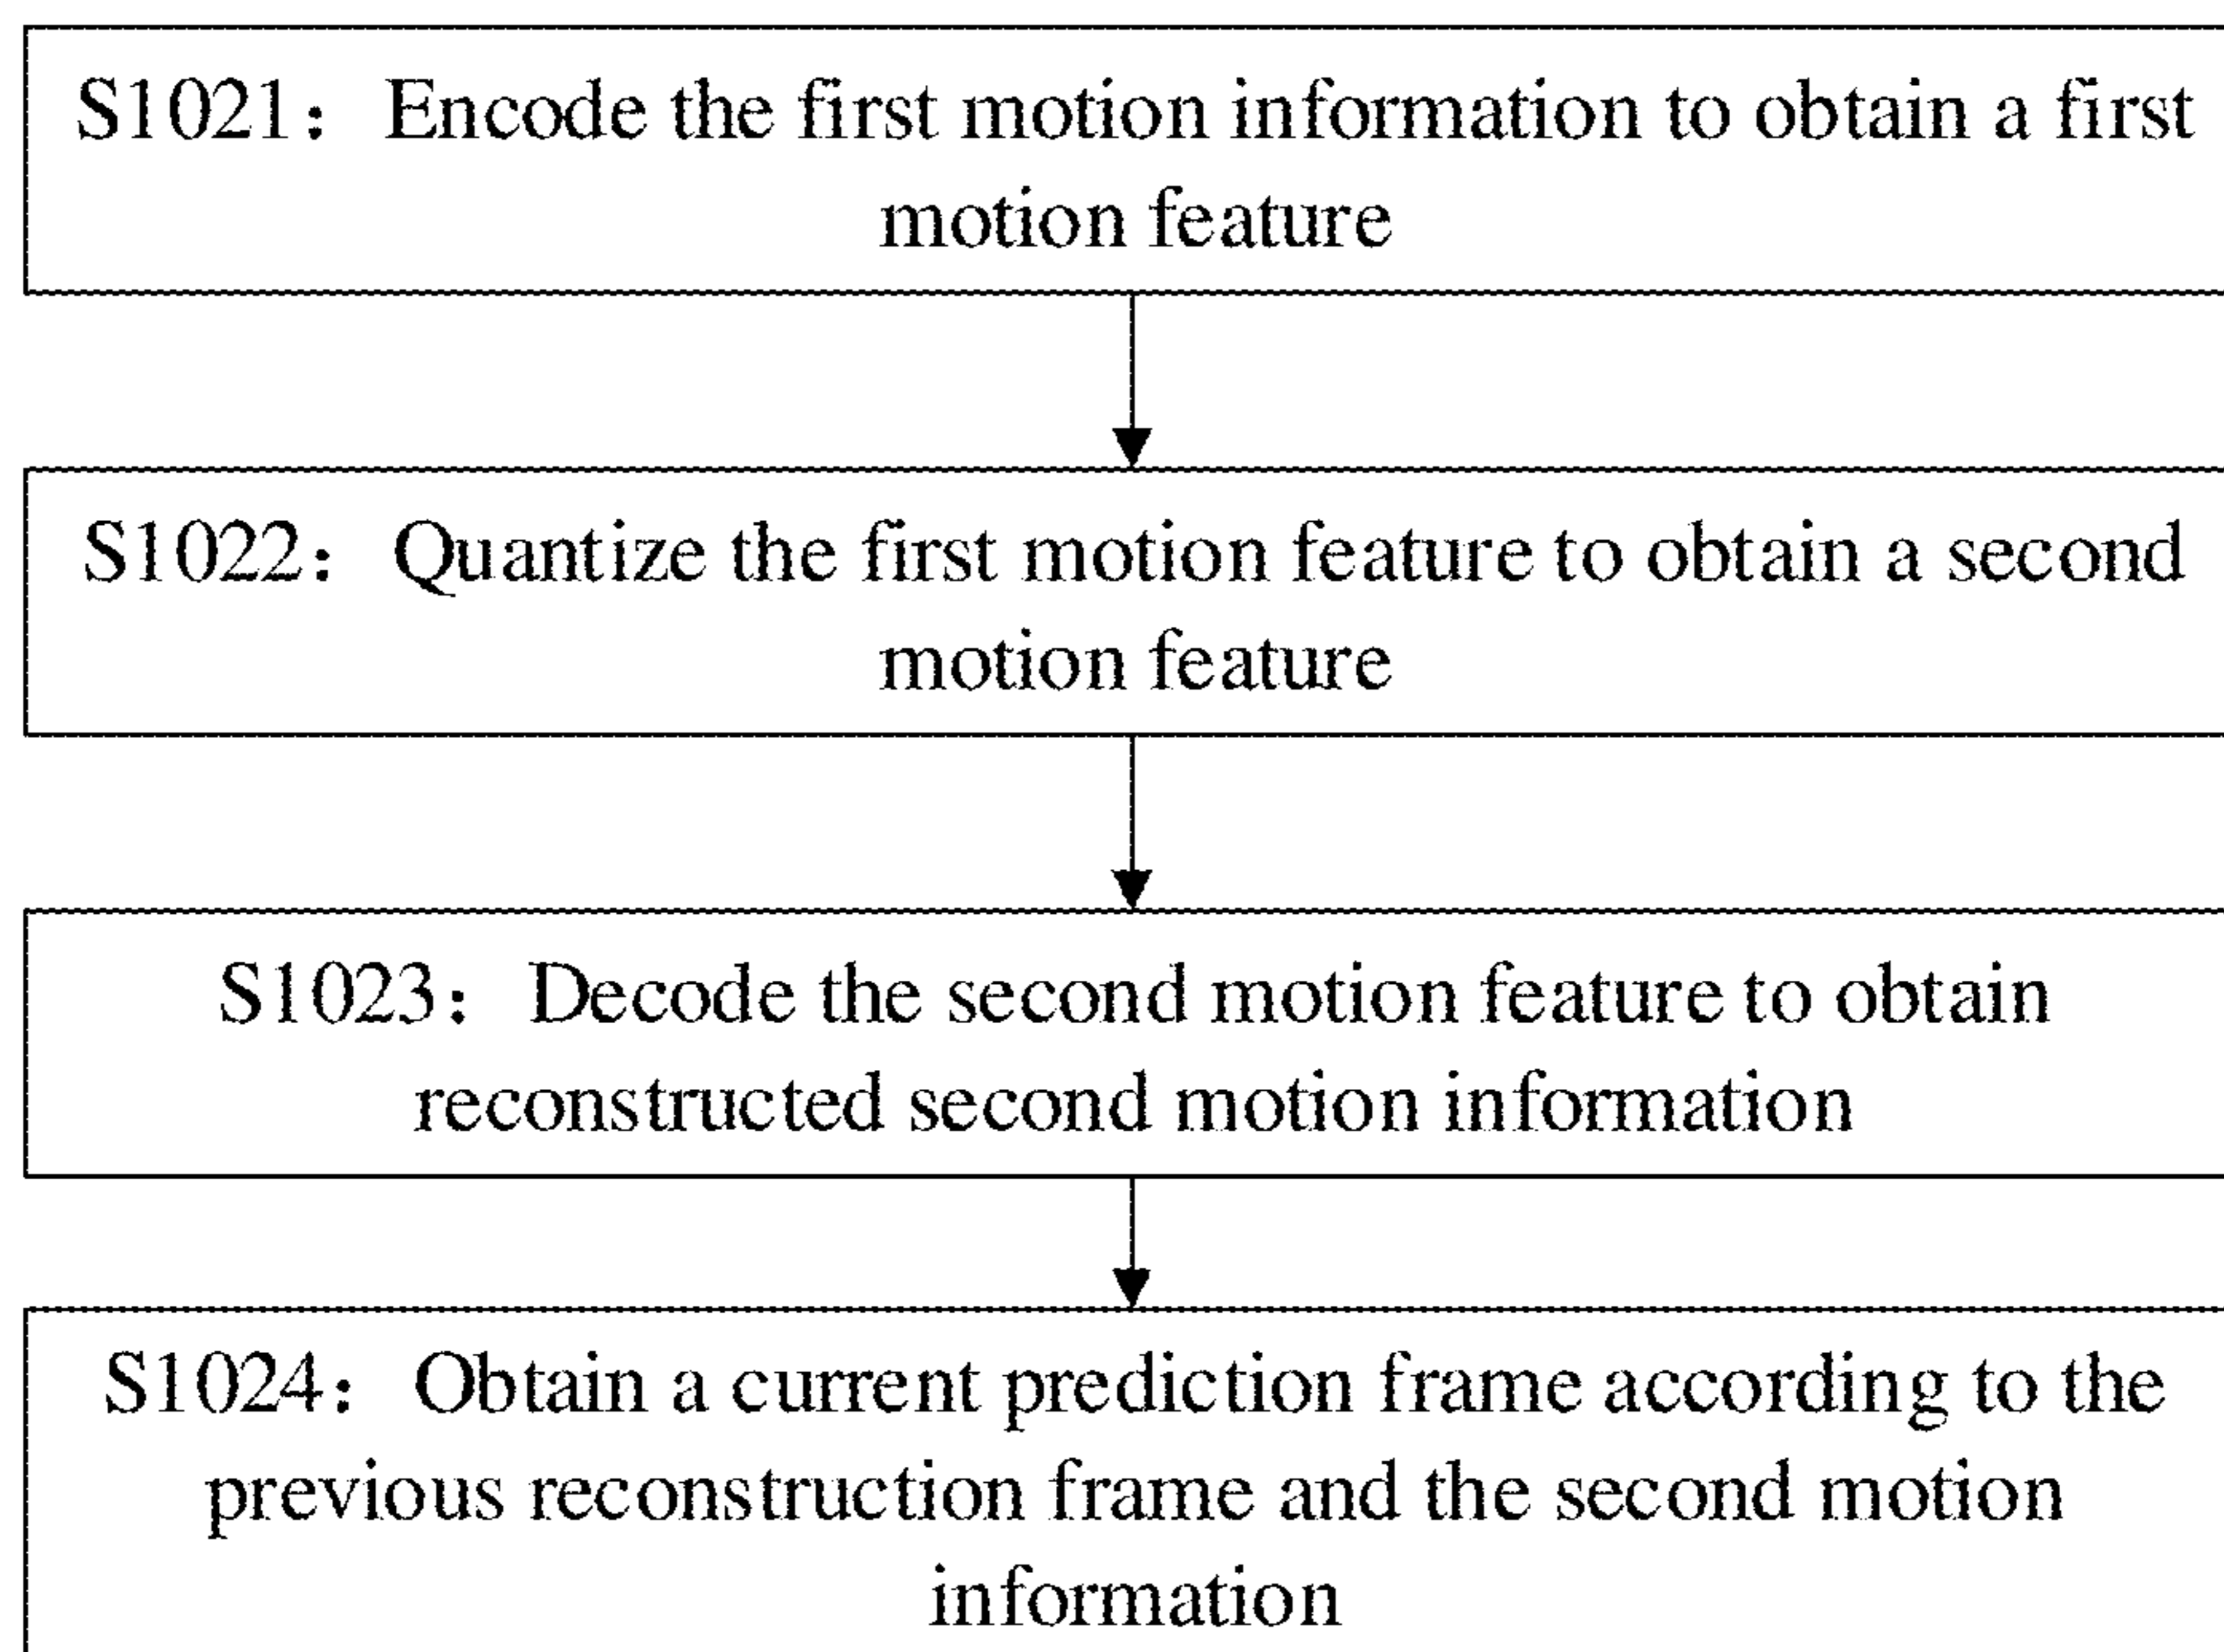 S1021： Encode the first motion information to obtain a first
motion feature
S1022： Quantize the first motion feature to obtain a second
motion feature
S1023： Decode the second motion feature to obtain
reconstructed second motion information
S1024： Obtain a current prediction frame according to the
previous reconstruction frame and the second motion
information